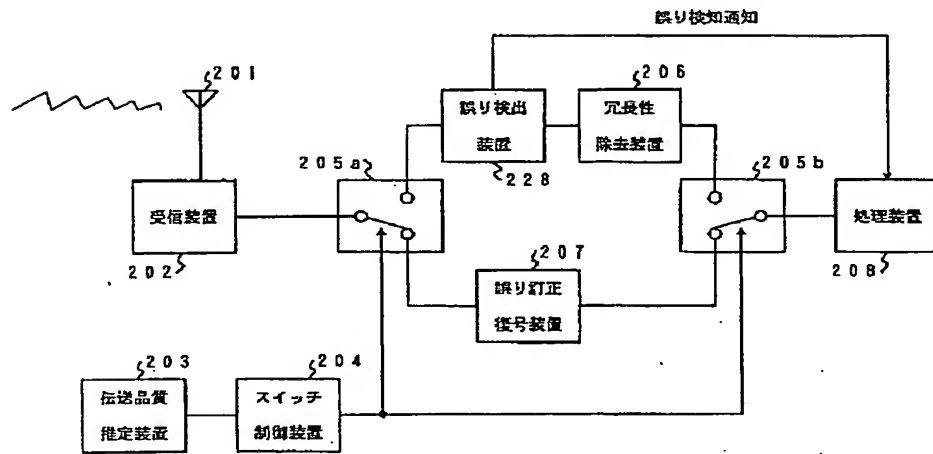 誤り検知通知
201
206
誤り検出
装置
冗長性
除去装置
205a
228
205b
受信装置
処理装置
202
207
208
誤り訂正
復号装置
203
204
伝送品質
推定装置
スイッチ
制御装置